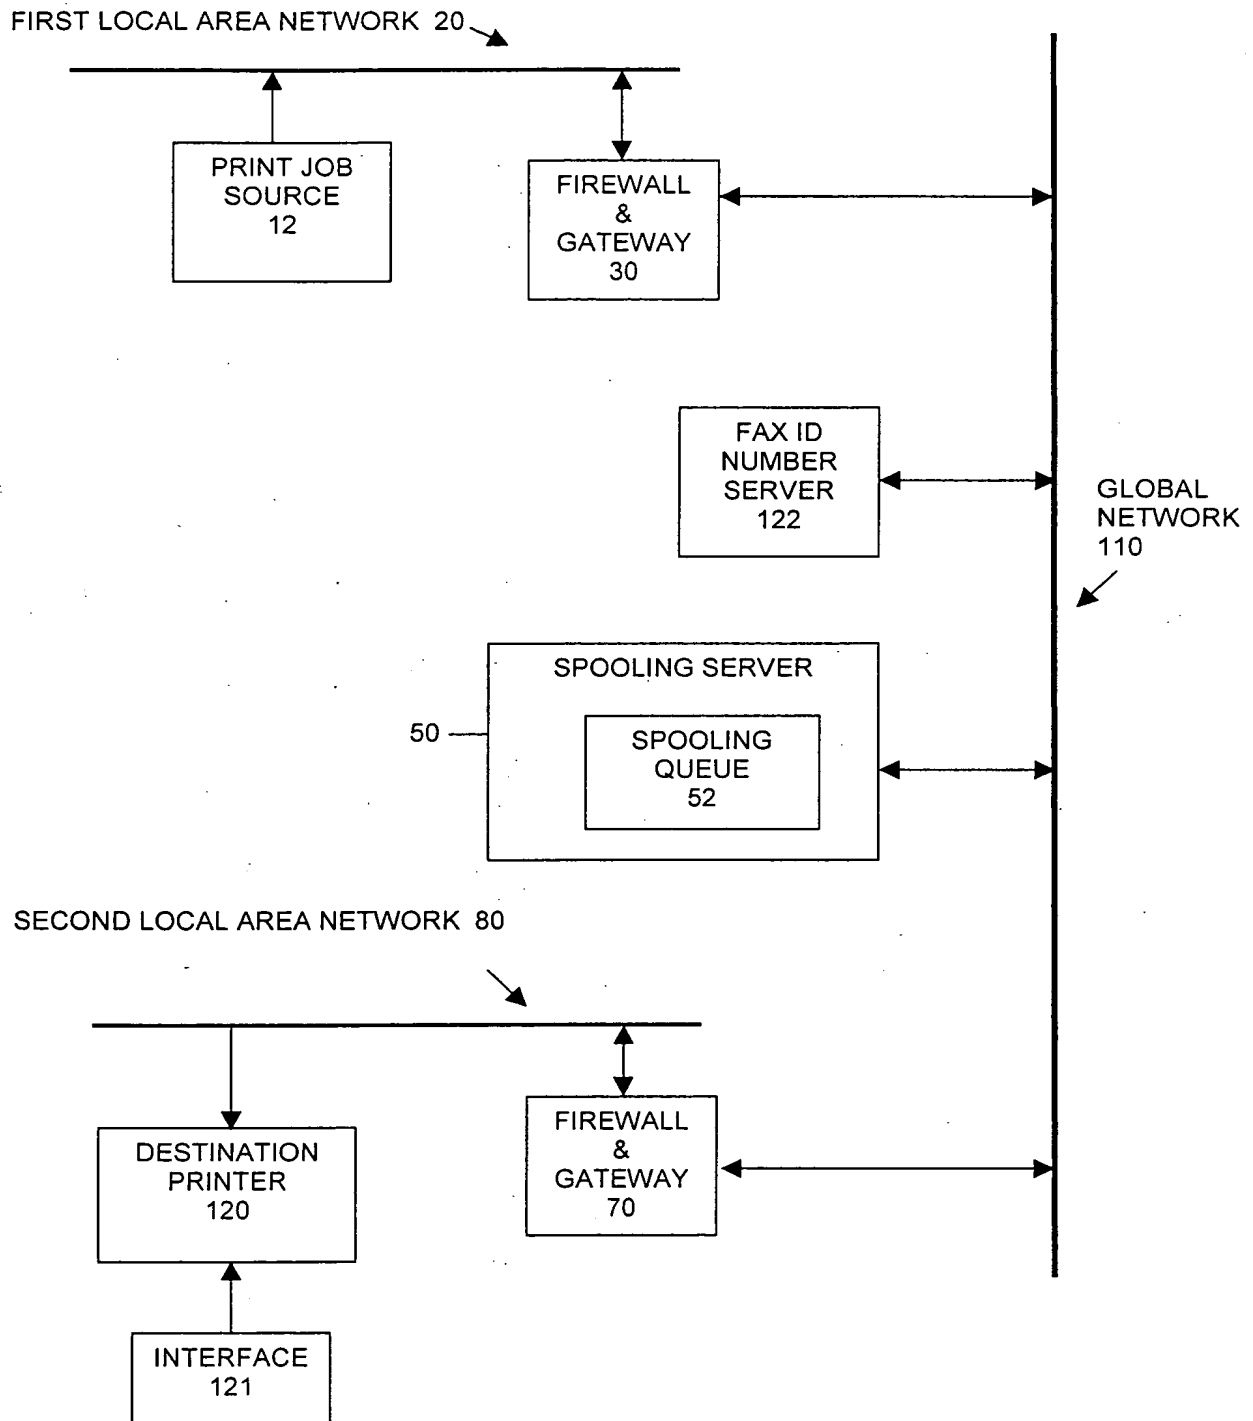 FIRST LOCAL AREA NETWORK 20
PRINT JOB
SOURCE
12
FIREWALL
&
GATEWAY
30
FAX ID
NUMBER
SERVER
122
GLOBAL
NETWORK
110
SPOOLING SERVER
50
SPOOLING
QUEUE
52
SECOND LOCAL AREA NETWORK 80
DESTINATION
PRINTER
120
FIREWALL
&
GATEWAY
70
INTERFACE
121